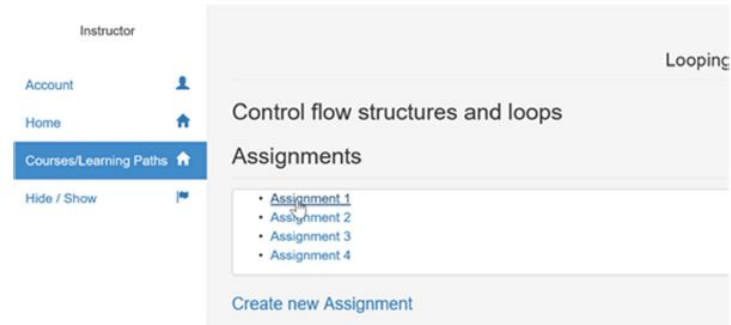 Instructor
Account
Home
Courses/Learning Paths
Hide / Show
Looping
Control flow structures and loops
Assignments
• Assignment 1
• Assignment 2
• Assignment 3
• Assignment 4
Create new Assignment